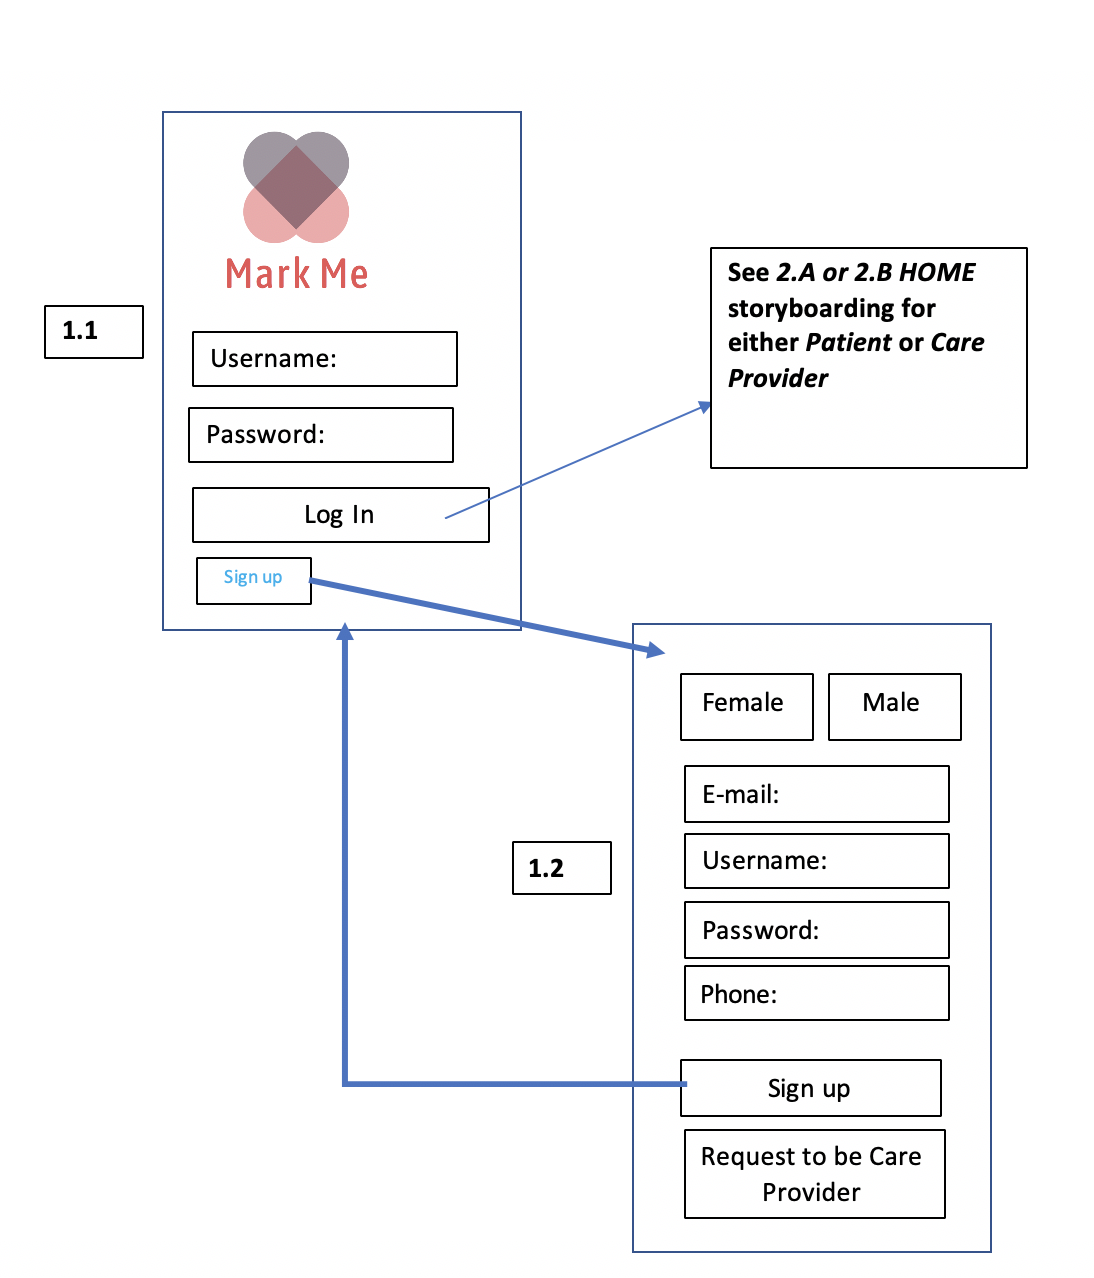 Mark Me
1.1
Username:
Password:
Log In
Sign up
See 2.A or 2.B HOME
storyboarding for
either Patient or Care
Provider
1.2
Female
Male
E-mail:
Username:
Password:
Phone:
Sign up
Request to be Care
Provider